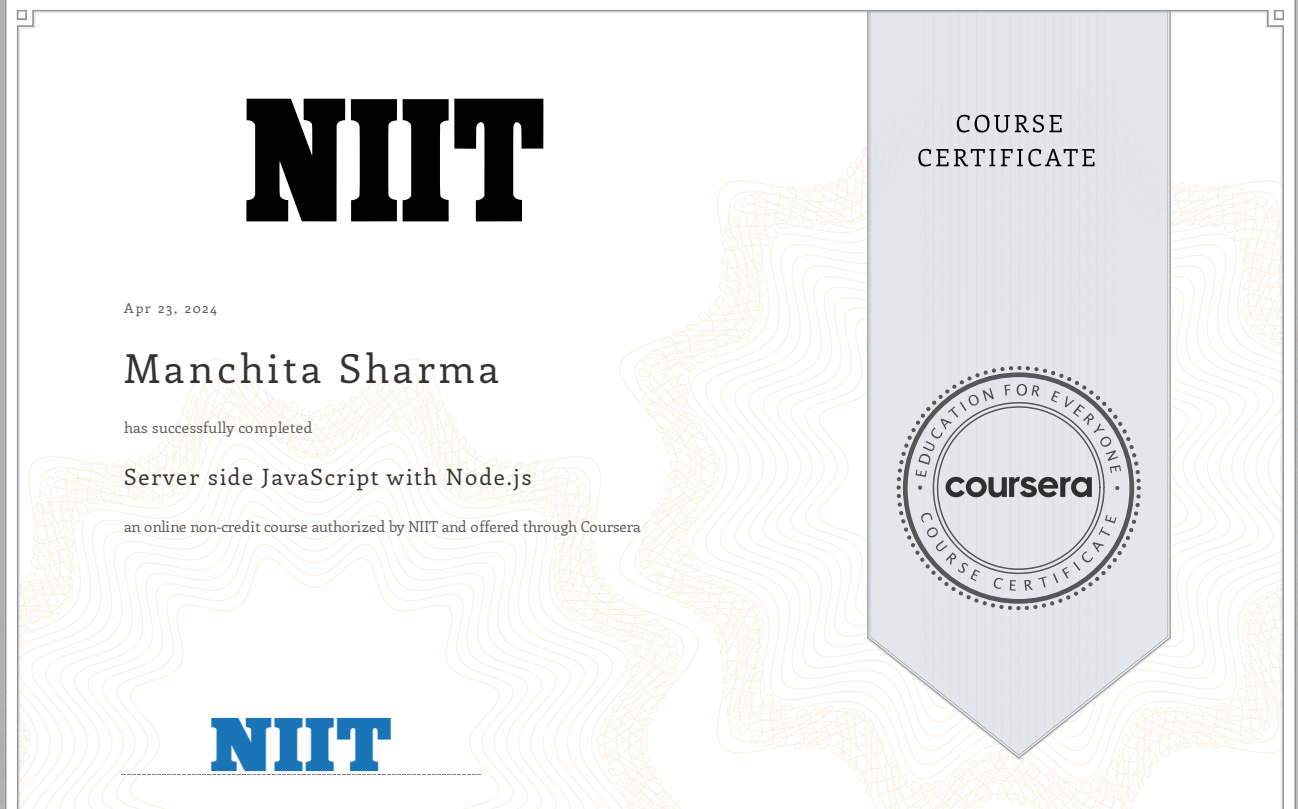 NIIT
COURSE
CERTIFICATE
Apr 23, 2024
Manchita Sharma
has successfully completed
Server side JavaScript with Node.js
an online non-credit course authorized by NIIT and offered through Coursera
EDUCATION FOR EVERYONE
coursera
COURSE CERTIFICATE
NIIT